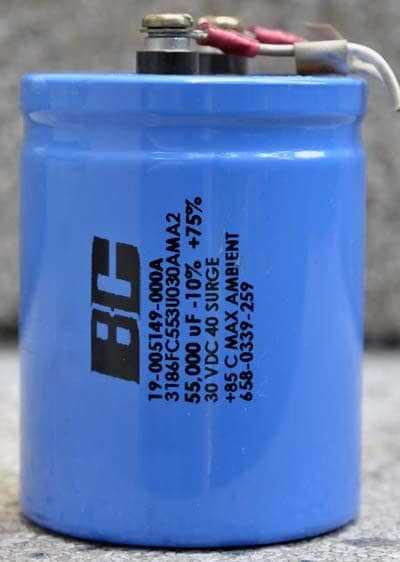 BC
19-005149-000A
3186FC553U030AMA2
55,000 uF -10% +75%
30 VDC 40 SURGE
+85 C MAX AMBIENT
658-0339-259